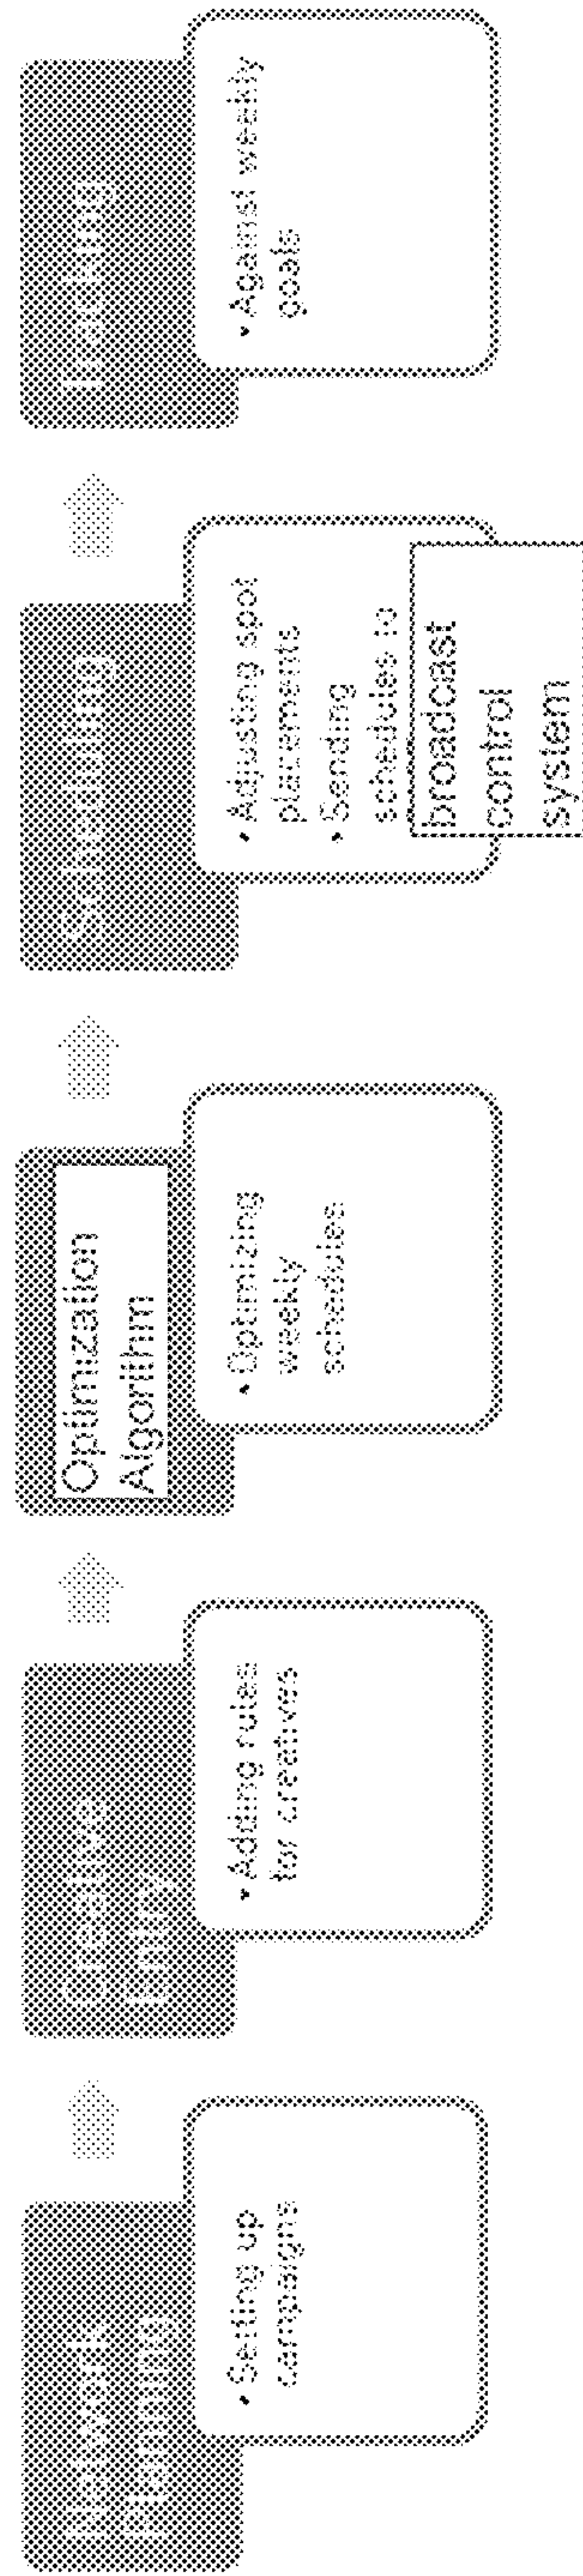 Network
Planning
• Setting up
campaigns
Creative
Entry
• Adding rules
for creatives
Optimization
Algorithm
• Optimizing
weekly
schedules
Scheduling
• Adjusting spot
placements
• Sending
schedules to
broadcast
control
system
Tracking
• Against weekly
goals